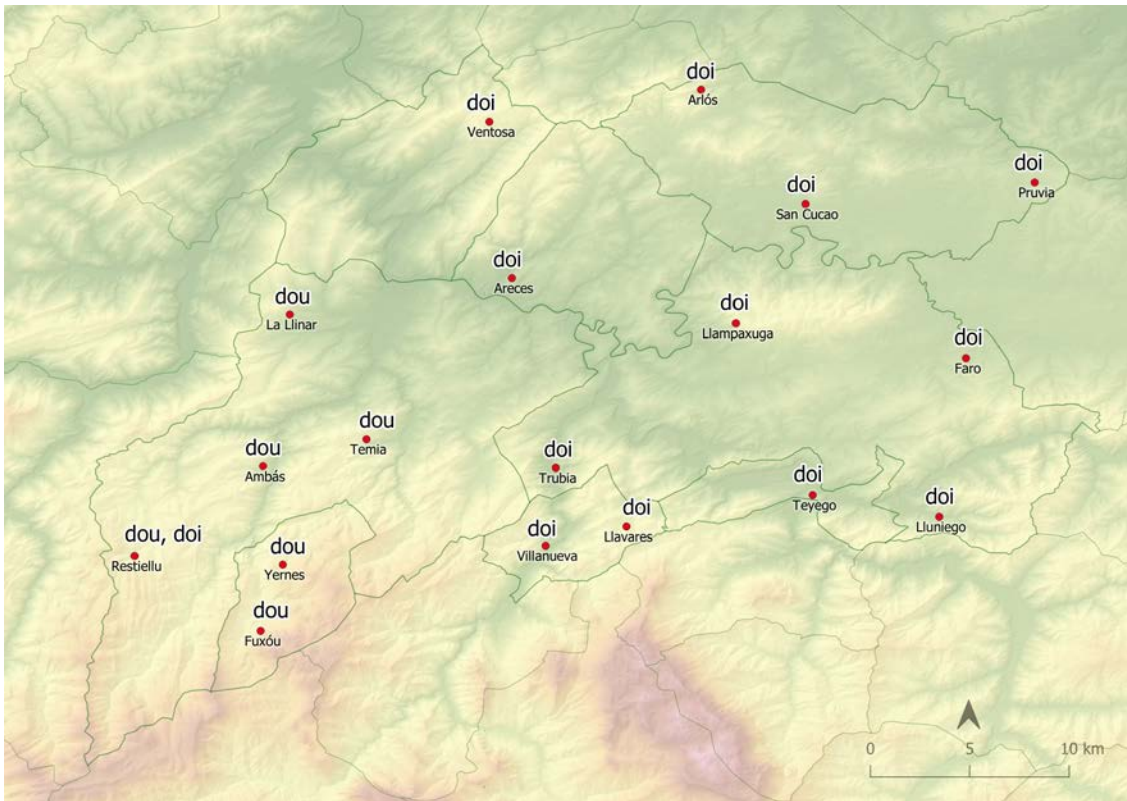 doi
Arlós
doi
Ventosa
doi
Pruvia
doi
San Cucao
doi
Areces
dou
La Llinar
doi
Llampaxuga
doi
Faro
dou
Temia
dou
Ambás
doi
Trubia
doi
Teyego
doi
Lluniego
doi
Llavares
doi
Villanueva
dou, doi
Restiellu
dou
Yernes
dou
Fuxóu
0 5 10 km